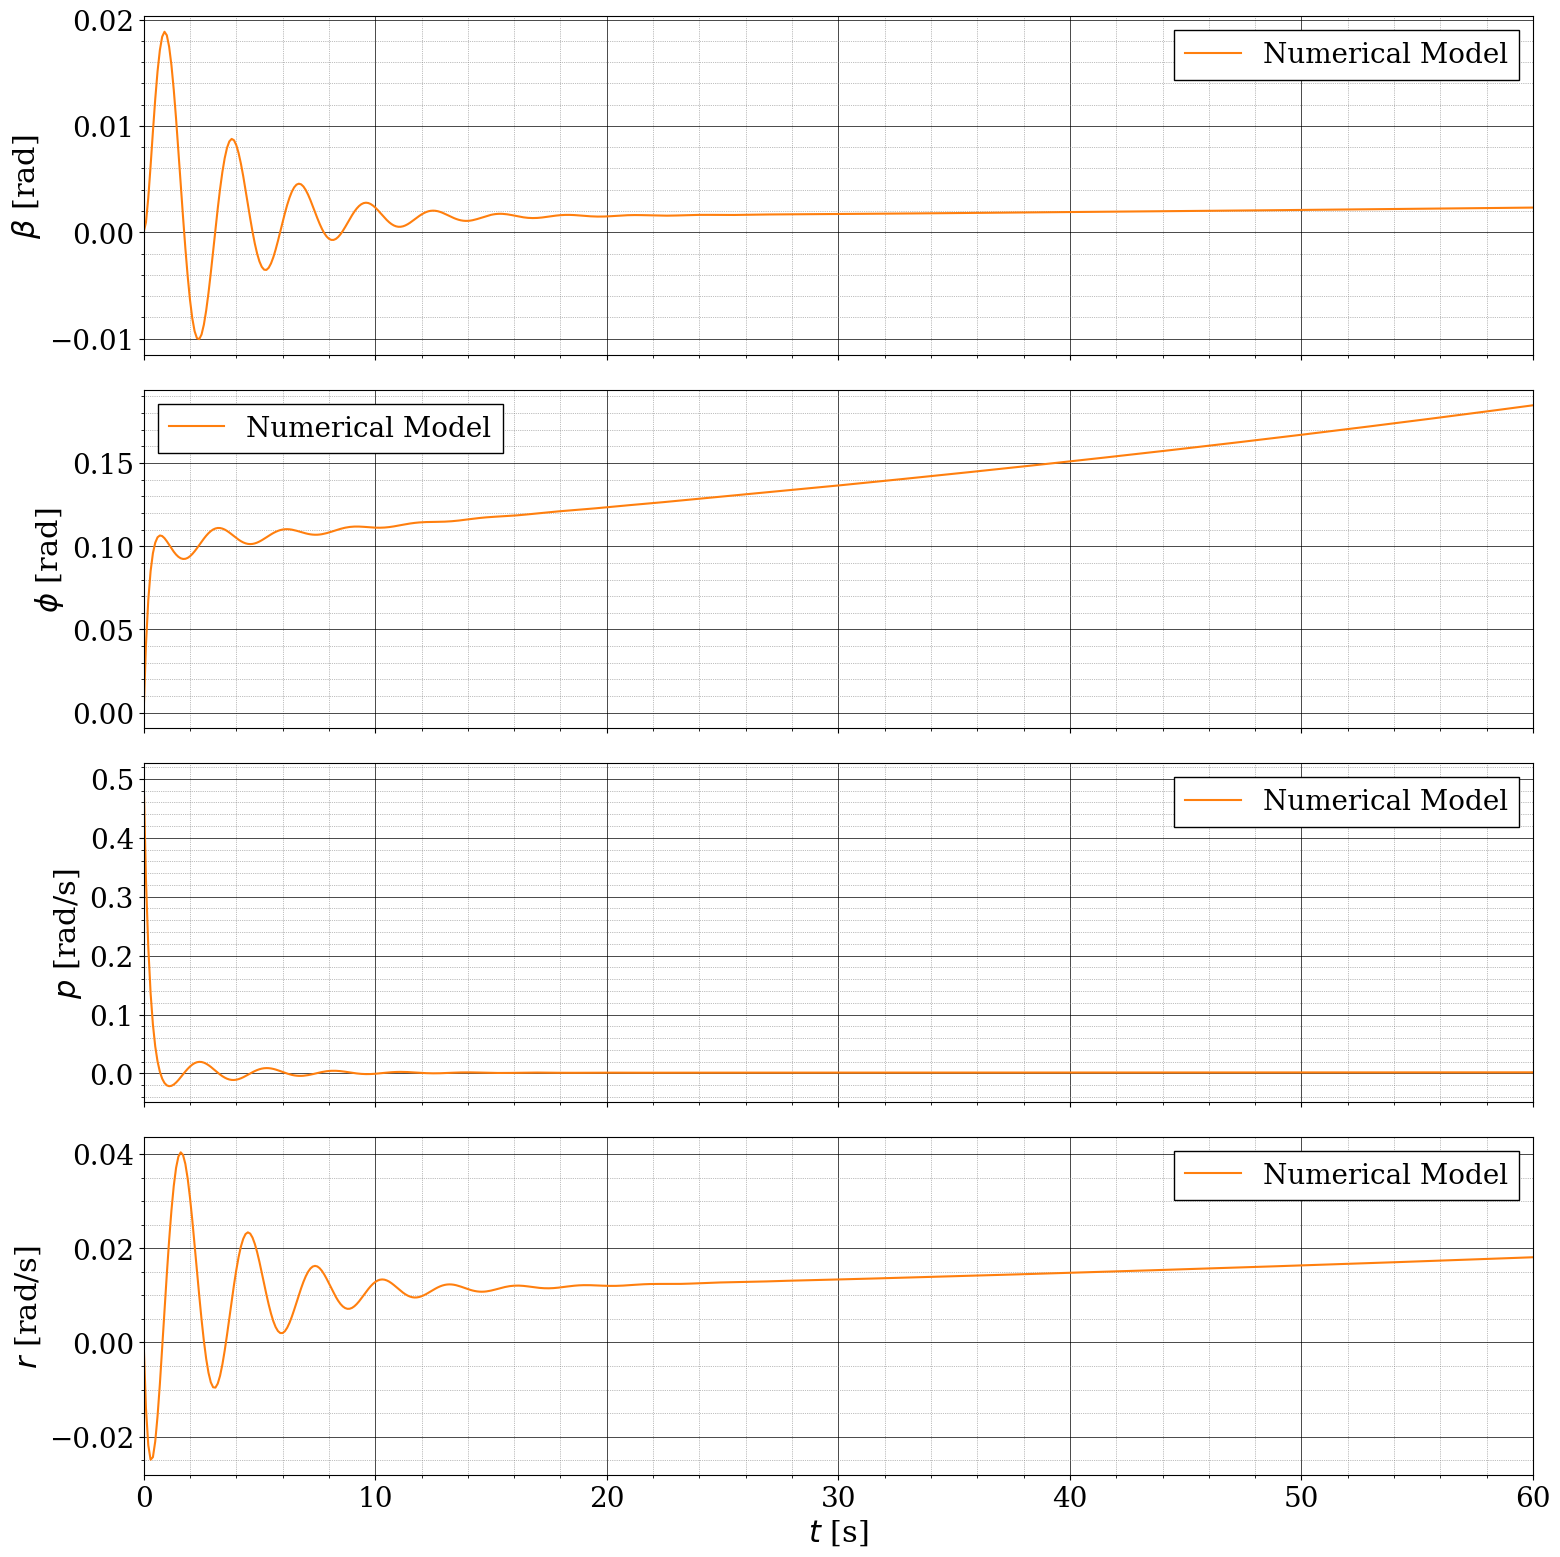 0.02
0.01
0.00
−0.01
β [rad]
Numerical Model
0.15
0.10
0.05
0.00
ϕ [rad]
Numerical Model
0.5
0.4
0.3
0.2
0.1
0.0
p [rad/s]
Numerical Model
0.04
0.02
0.00
−0.02
r [rad/s]
Numerical Model
0 10 20 30 40 50 60
t [s]